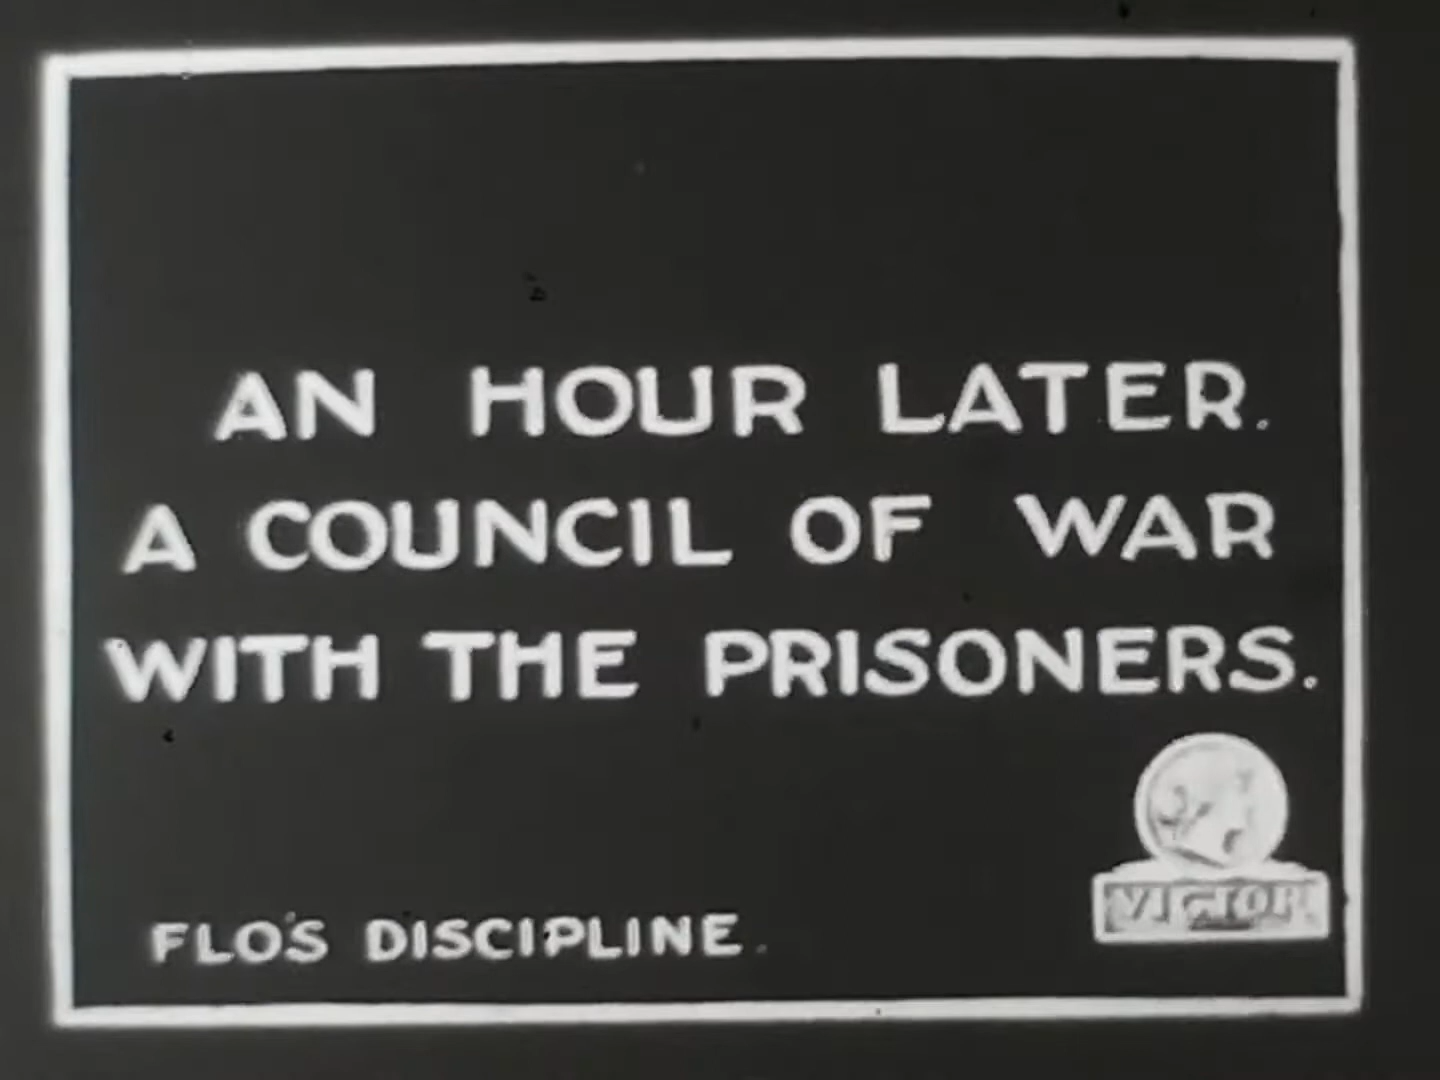 AN HOUR LATER.
A COUNCIL OF WAR
WITH THE PRISONERS.
VICTOR
FLO'S DISCIPLINE.